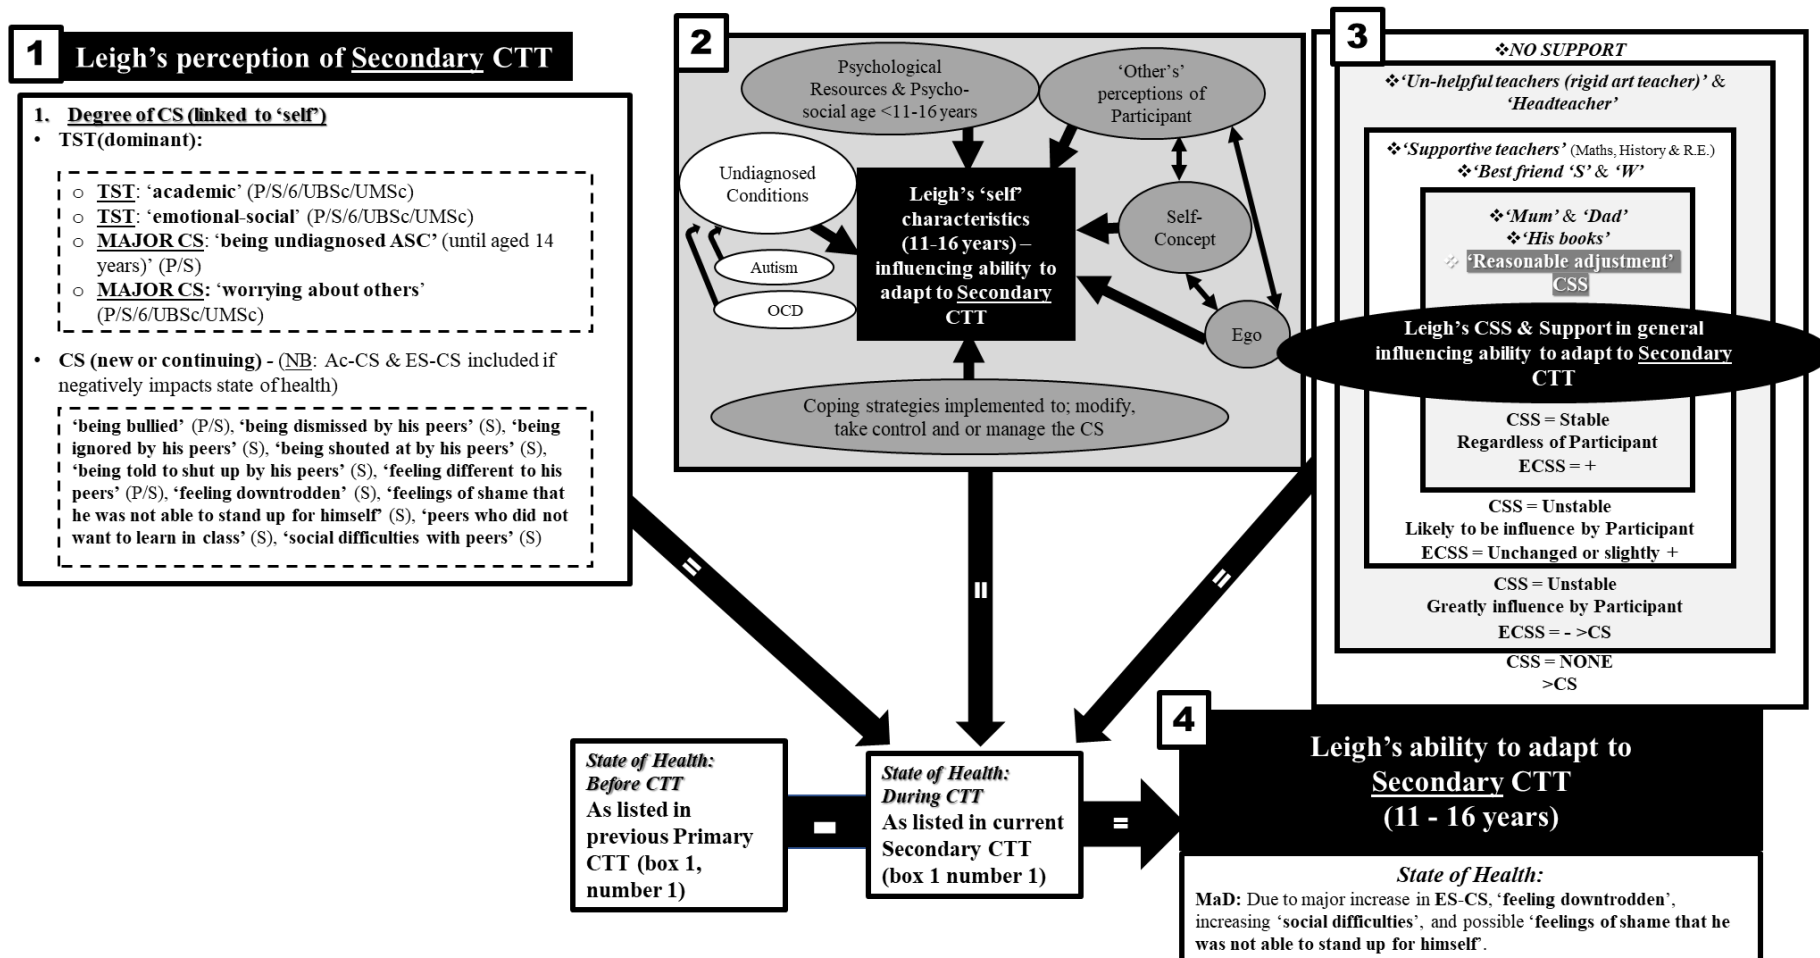 1
Leigh's perception of Secondary CTT
1. Degree of CS (linked to 'self')
• TST(dominant):
o TST: 'academic' (P/S/6/UBSc/UMSc)
o TST: 'emotional-social' (P/S/6/UBSc/UMSc)
o MAJOR CS: 'being undiagnosed ASC' (until aged 14
years)' (P/S)
o MAJOR CS: 'worrying about others'
(P/S/6/UBSc/UMSc)
• CS (new or continuing) - (NB: Ac-CS & ES-CS included if
negatively impacts state of health)
'being bullied' (P/S), 'being dismissed by his peers' (S), 'being
ignored by his peers' (S), 'being shouted at by his peers' (S),
'being told to shut up by his peers' (S), 'feeling different to his
peers' (P/S), 'feeling downtrodden' (S), 'feelings of shame that
he was not able to stand up for himself' (S), 'peers who did not
want to learn in class' (S), 'social difficulties with peers' (S)
2
Psychological
Resources & Psycho-
social age <11-16 years
'Other's'
perceptions of
Participant
Undiagnosed
Conditions
Autism
OCD
Leigh's 'self'
characteristics
(11-16 years) –
influencing ability to
adapt to Secondary
CTT
Self-
Concept
Ego
Coping strategies implemented to; modify,
take control and or manage the CS
3
❖NO SUPPORT
❖'Un-helpful teachers (rigid art teacher)' &
'Headteacher'
❖'Supportive teachers' (Maths, History & R.E.)
❖'Best friend 'S' & 'W'
❖'Mum' & 'Dad'
❖'His books'
❖ 'Reasonable adjustment'
CSS
Leigh's CSS & Support in general
influencing ability to adapt to Secondary
CTT
CSS = Stable
Regardless of Participant
ECSS = +
CSS = Unstable
Likely to be influence by Participant
ECSS = Unchanged or slightly +
CSS = Unstable
Greatly influence by Participant
ECSS = - >CS
CSS = NONE
>CS
=
=
=
State of Health:
Before CTT
As listed in
previous Primary
CTT (box 1,
number 1)
-
State of Health:
During CTT
As listed in current
Secondary CTT
(box 1 number 1)
=
4
Leigh's ability to adapt to
Secondary CTT
(11 - 16 years)
State of Health:
MaD: Due to major increase in ES-CS, 'feeling downtrodden',
increasing 'social difficulties', and possible 'feelings of shame that he
was not able to stand up for himself'.